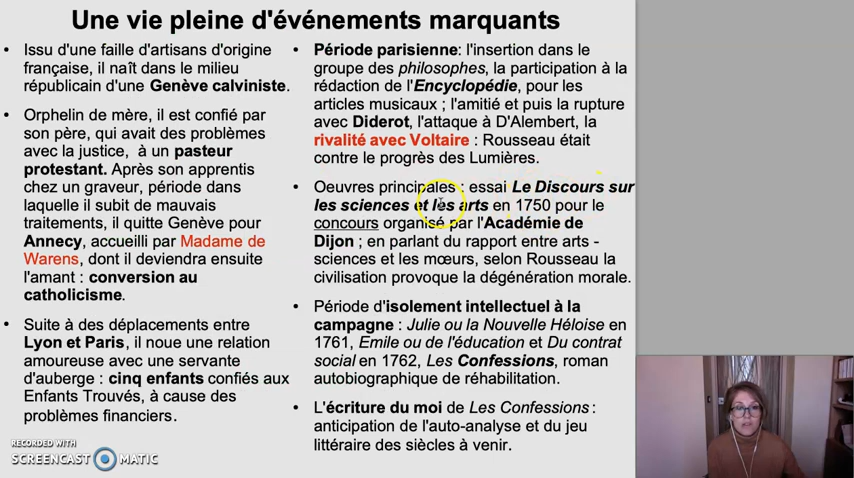 Une vie pleine d'événements marquants
Issu d'une faille d'artisans d'origine
française, il naît dans le milieu
républicain d'une Genève calviniste.
Orphelin de mère, il est confié par
son père, qui avait des problèmes
avec la justice, à un pasteur
protestant. Après son apprentis
chez un graveur, période dans
laquelle il subit de mauvais
traitements, il quitte Genève pour
Annecy, accueilli par Madame de
Warens, dont il deviendra ensuite
l'amant : conversion au
catholicisme.
Suite à des déplacements entre
Lyon et Paris, il noue une relation
amoureuse avec une servante
d'auberge : cinq enfants confiés aux
Enfants Trouvés, à cause des
problèmes financiers.
Période parisienne: l'insertion dans le
groupe des philosophes, la participation à la
rédaction de l'Encyclopédie, pour les
articles musicaux ; l'amitié et puis la rupture
avec Diderot, l'attaque à D'Alembert, la
rivalité avec Voltaire : Rousseau était
contre le progrès des Lumières.
Oeuvres principales : essai Le Discours sur
les sciences et les arts en 1750 pour le
concours organisé par l'Académie de
Dijon ; en parlant du rapport entre arts -
sciences et les mœurs, selon Rousseau la
civilisation provoque la dégénération morale.
Période d'isolement intellectuel à la
campagne : Julie ou la Nouvelle Héloise en
1761, Emile ou de l'éducation et Du contrat
social en 1762, Les Confessions, roman
autobiographique de réhabilitation.
L'écriture du moi de Les Confessions :
anticipation de l'auto-analyse et du jeu
littéraire des siècles à venir.
RECORDED WITH
SCREENCAST MATIC